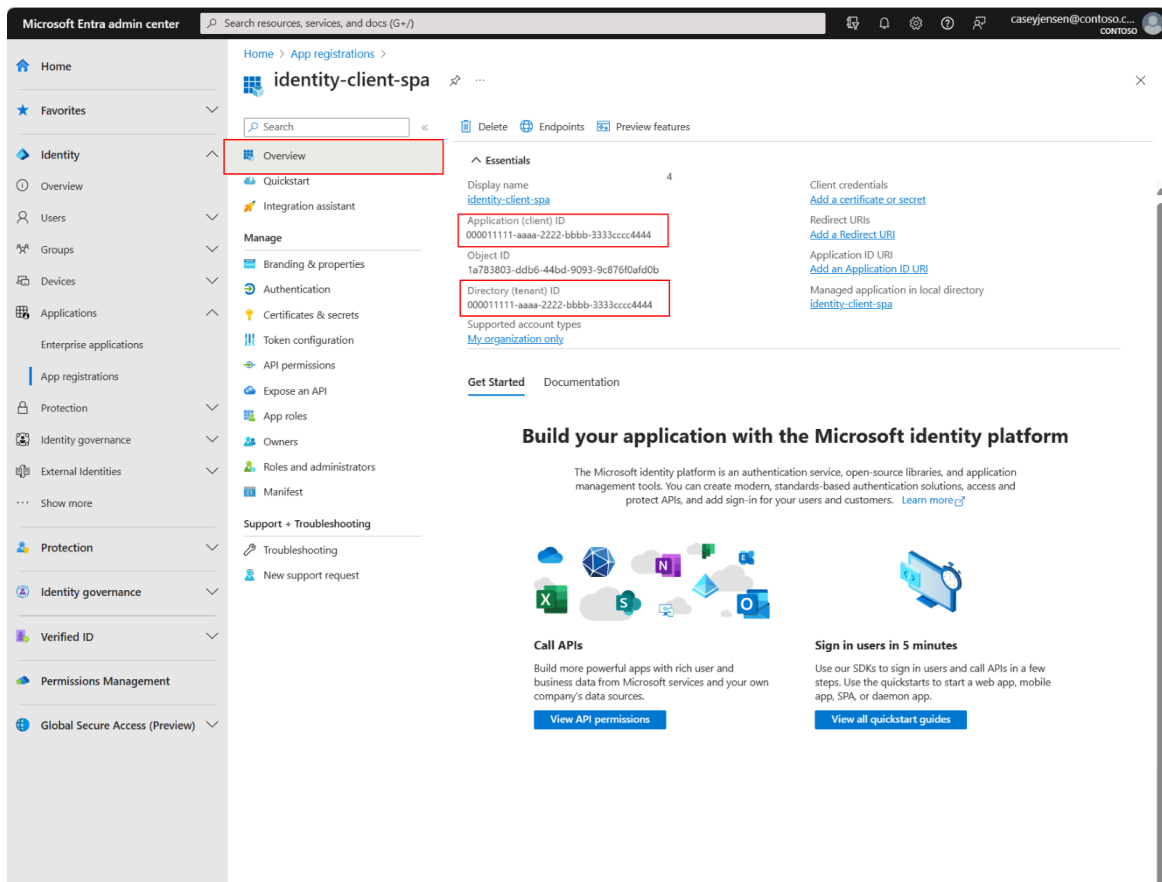 Microsoft Entra admin center
Search resources, services, and docs (G+/)
caseyjensen@contoso.c...
CONTOSO
Home
Favorites
Identity
Overview
Users
Groups
Devices
Applications
Enterprise applications
App registrations
Protection
Identity governance
External Identities
Show more
Protection
Identity governance
Verified ID
Permissions Management
Global Secure Access (Preview)
Home > App registrations >
identity-client-spa
Search
Overview
Quickstart
Integration assistant
Manage
Branding & properties
Authentication
Certificates & secrets
Token configuration
API permissions
Expose an API
App roles
Owners
Roles and administrators
Manifest
Support + Troubleshooting
Troubleshooting
New support request
Delete Endpoints Preview features
Essentials
4
Display name
identity-client-spa
Application (client) ID
000011111-aaaa-2222-bbbb-3333cccc4444
Object ID
1a783803-ddb6-44bd-9093-9c876f0afd0b
Directory (tenant) ID
000011111-aaaa-2222-bbbb-3333cccc4444
Supported account types
My organization only
Client credentials
Add a certificate or secret
Redirect URIs
Add a Redirect URI
Application ID URI
Add an Application ID URI
Managed application in local directory
identity-client-spa
Get Started Documentation
Build your application with the Microsoft identity platform
The Microsoft identity platform is an authentication service, open-source libraries, and application
management tools. You can create modern, standards-based authentication solutions, access and
protect APIs, and add sign-in for your users and customers. Learn more
Call APIs
Build more powerful apps with rich user and
business data from Microsoft services and your own
company's data sources.
View API permissions
Sign in users in 5 minutes
Use our SDKs to sign in users and call APIs in a few
steps. Use the quickstarts to start a web app, mobile
app, SPA, or daemon app.
View all quickstart guides